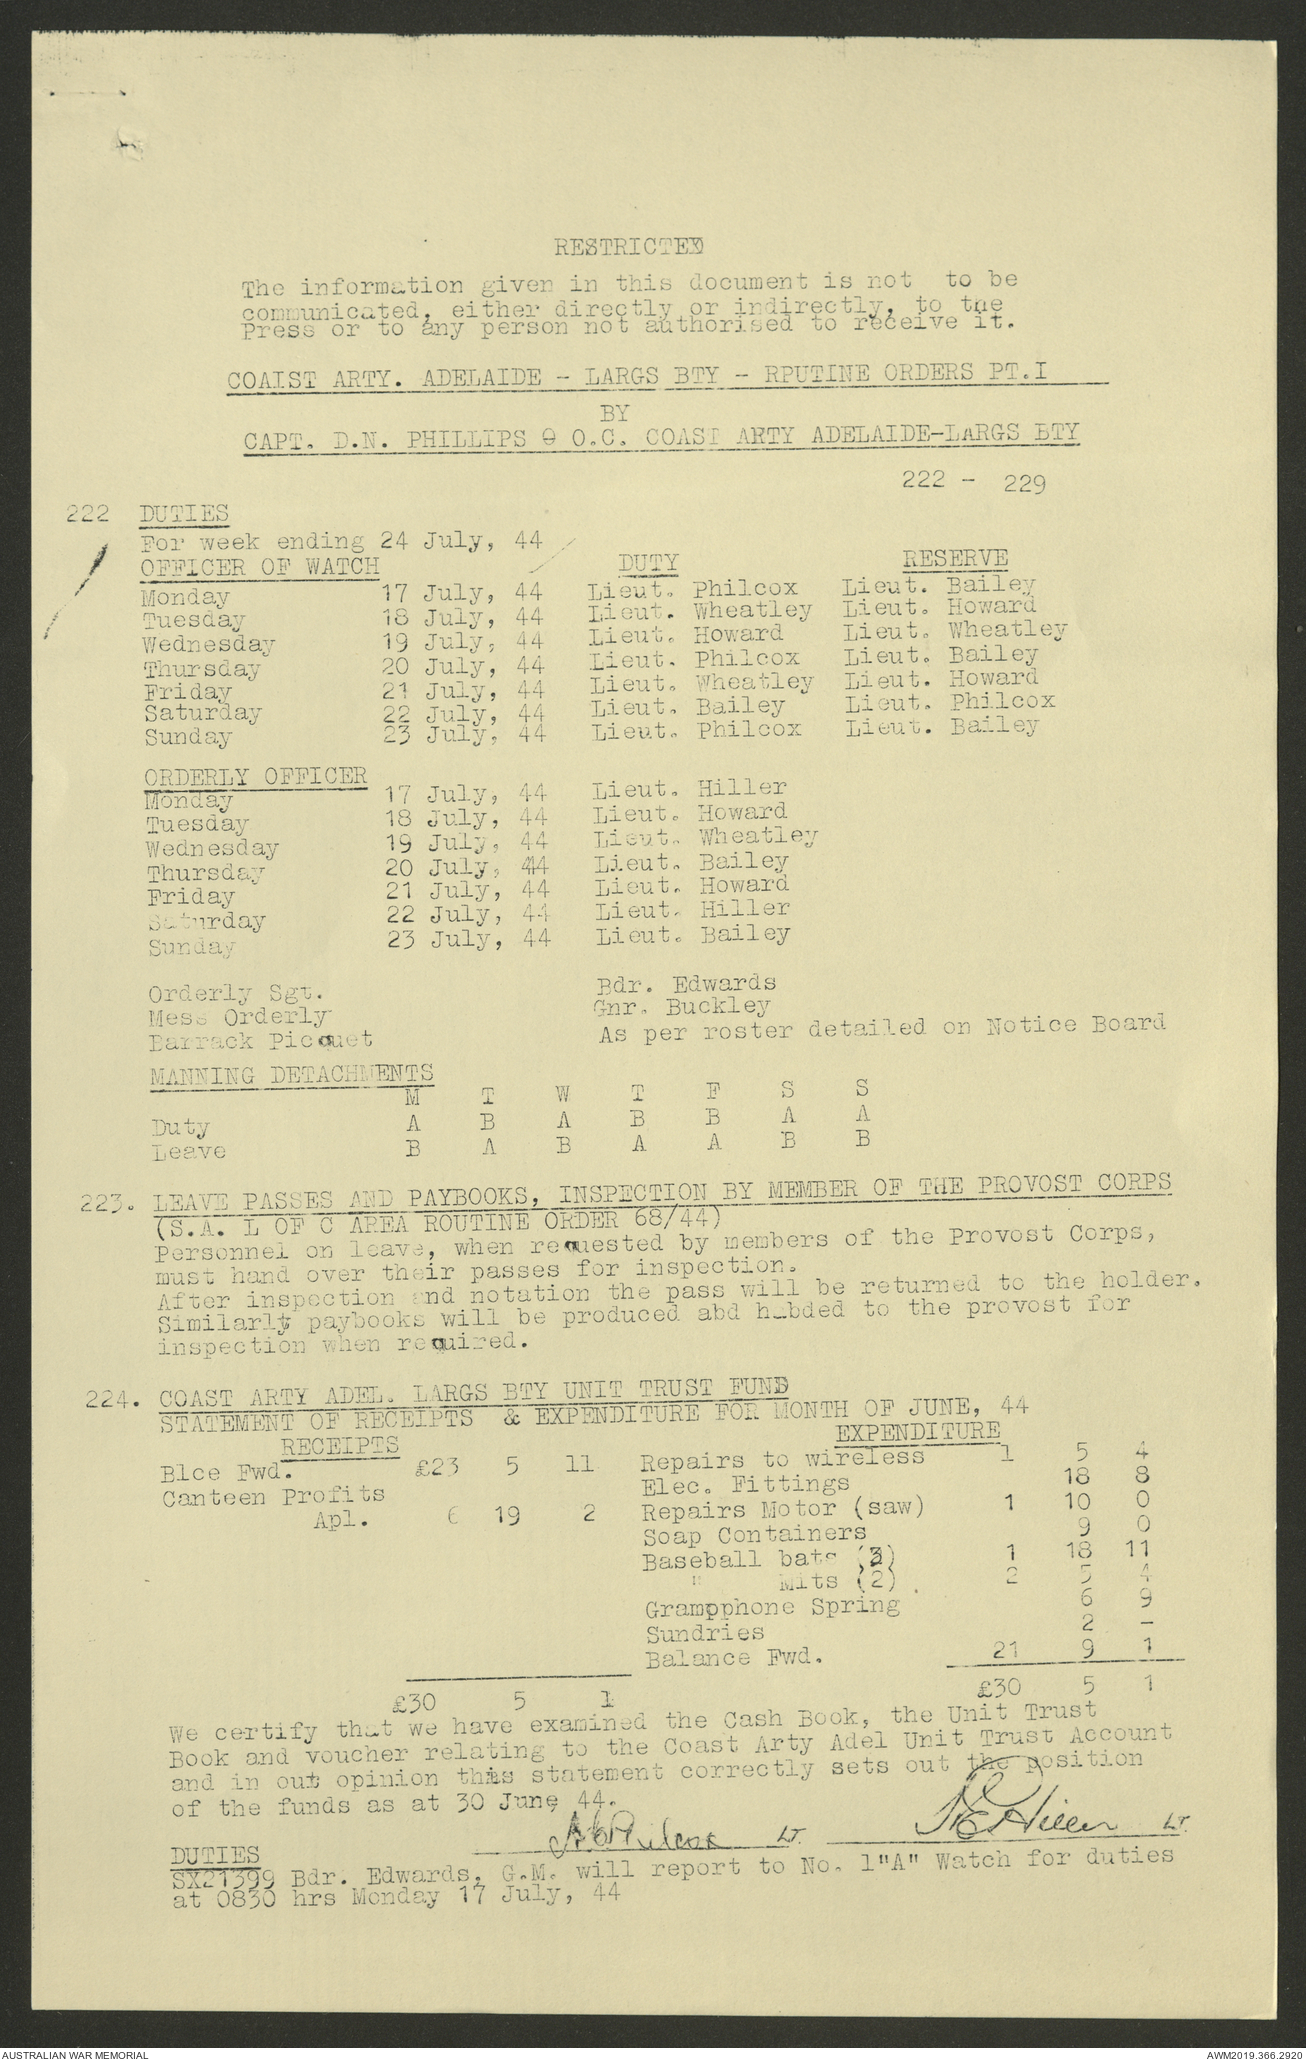 RESTRICTED
The information given in this document is not to be
communicated, either directly or indirectly, to the
Press or to any person not authorised to receive it.
COAIST ARTY. ADELAIDE - LARGS BTY - RPUTINE ORDERS PT.I
BY
CAPT. D.N. PHILLIPS O O.C. COAST ARTY ADELAIDE-LARGS BTY
222 - 229
222 DUTIES
For week ending 24 July, 44
OFFICER OF WATCH DUTY RESERVE
Monday 17 July, 44 Lieut. Philcox Lieut. Bailey
Tuesday 18 July, 44 Lieut. Wheatley Lieut. Howard
Wednesday 19 July, 44 Lieut. Howard Lieut. Wheatley
Thursday 20 July, 44 Lieut. Philcox Lieut. Bailey
Friday 21 July, 44 Lieut. Wheatley Lieut. Howard
Saturday 22 July, 44 Lieut. Bailey Lieut. Philcox
Sunday 23 July, 44 Lieut. Philcox Lieut. Bailey
ORDERLY OFFICER
Monday 17 July, 44 Lieut. Hiller
Tuesday 18 July, 44 Lieut. Howard
Wednesday 19 July, 44 Lieut. Wheatley
Thursday 20 July, 44 Lieut. Bailey
Friday 21 July, 44 Lieut. Howard
Saturday 22 July, 44 Lieut. Hiller
Sunday 23 July, 44 Lieut. Bailey
Orderly Sgt. Bdr. Edwards
Mess Orderly Gnr. Buckley
Barrack Picquet As per roster detailed on Notice Board
MANNING DETACHMENTS
M T W T F S S
Duty A B A B B A A
Leave B A B A A B B
223. LEAVE PASSES AND PAYBOOKS, INSPECTION BY MEMBER OF THE PROVOST CORPS
(S.A. L OF C AREA ROUTINE ORDER 68/44)
Personnel on leave, when requested by members of the Provost Corps,
must hand over their passes for inspection.
After inspection and notation the pass will be returned to the holder.
Similarly paybooks will be produced abd habded to the provost for
inspection when required.
224. COAST ARTY ADEL. LARGS BTY UNIT TRUST FUND
STATEMENT OF RECEIPTS & EXPENDITURE FOR MONTH OF JUNE, 44
RECEIPTS EXPENDITURE
Blce Fwd. £23 5 11 Repairs to wireless 1 5 4
Canteen Profits Elec. Fittings 18 8
Apl. 6 19 2 Repairs Motor (saw) 1 10 0
Soap Containers 9 0
Baseball bats (3) 1 18 11
" Mits (2) 2 5 4
Grampphone Spring 6 9
Sundries 2 -
Balance Fwd. 21 9 1
£30 5 1 £30 5 1
We certify that we have examined the Cash Book, the Unit Trust
Book and voucher relating to the Coast Arty Adel Unit Trust Account
and in out opinion this statement correctly sets out the position
of the funds as at 30 June 44.
Philcox LT. Hiller LT.
DUTIES
SX21399 Bdr. Edwards, G.M. will report to No. 1"A" Watch for duties
at 0830 hrs Monday 17 July, 44
AUSTRALIAN WAR MEMORIAL AWM2019.366.2920